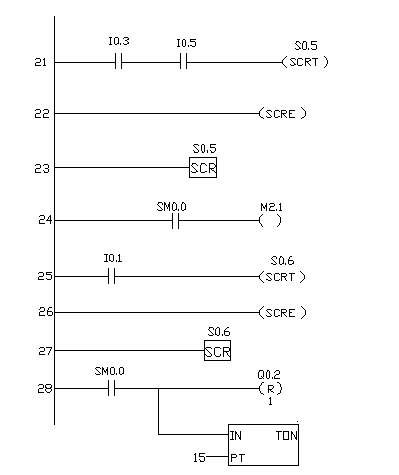 I0.3 I0.5 S0.5
21 (SCRT)
22 (SCRE)
S0.5
23 SCR
SM0.0 M2.1
24 ( )
I0.1 S0.6
25 (SCRT)
26 (SCRE)
S0.6
27 SCR
SM0.0 Q0.2
28 (R)
1
IN TON
15 PT